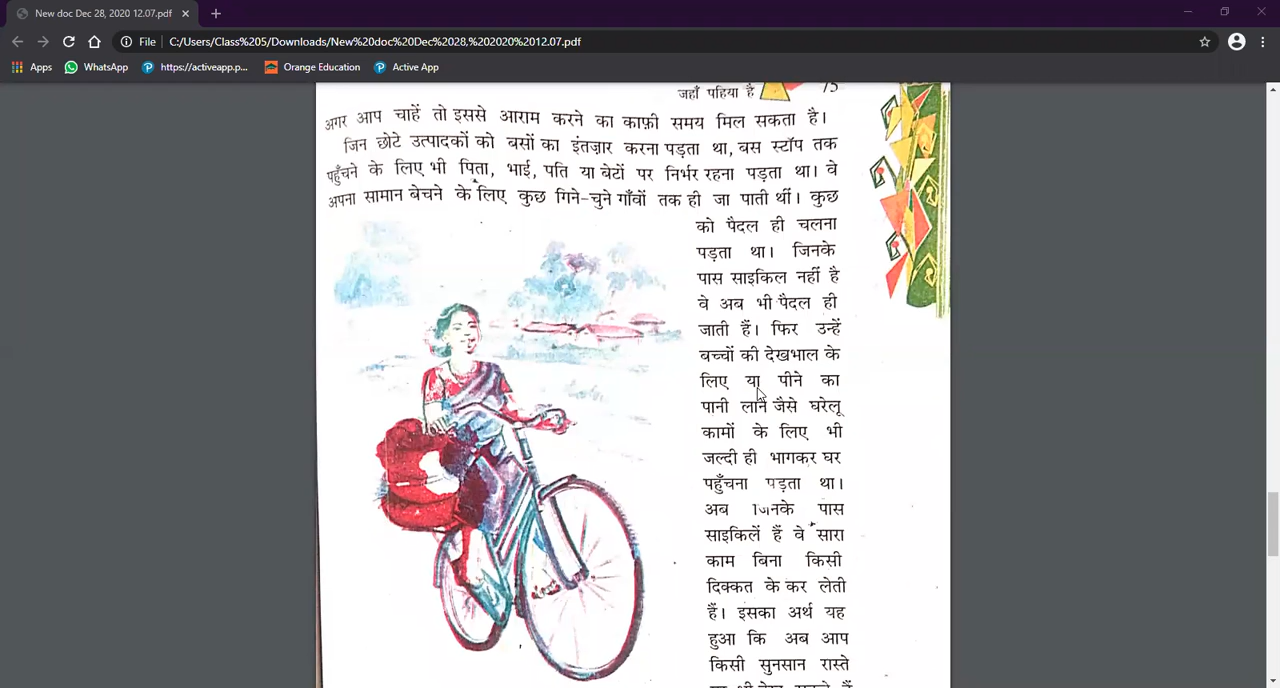 New doc Dec 28, 2020 12.07.pdf
File C:/Users/Class%205/Downloads/New%20doc%20Dec%2028,%202020%2012.07.pdf
Apps WhatsApp https://activeapp.p... Orange Education Active App
जहाँ पहिया है 75
अगर आप चाहें तो इससे आराम करने का काफ़ी समय मिल सकता है।
जिन छोटे उत्पादकों को बसों का इंतज़ार करना पड़ता था, बस स्टॉप तक
पहुँचने के लिए भी पिता, भाई, पति या बेटों पर निर्भर रहना पड़ता था। वे
अपना सामान बेचने के लिए कुछ गिने-चुने गाँवों तक ही जा पाती थीं। कुछ
को पैदल ही चलना
पड़ता था। जिनके
पास साइकिल नहीं है
वे अब भी पैदल ही
जाती हैं। फिर उन्हें
बच्चों की देखभाल के
लिए या पीने का
पानी लाने जैसे घरेलू
कामों के लिए भी
जल्दी ही भागकर घर
पहुँचना पड़ता था।
अब जिनके पास
साइकिलें हैं वे सारा
काम बिना किसी
दिक्कत के कर लेती
हैं। इसका अर्थ यह
हुआ कि अब आप
किसी सुनसान रास्ते